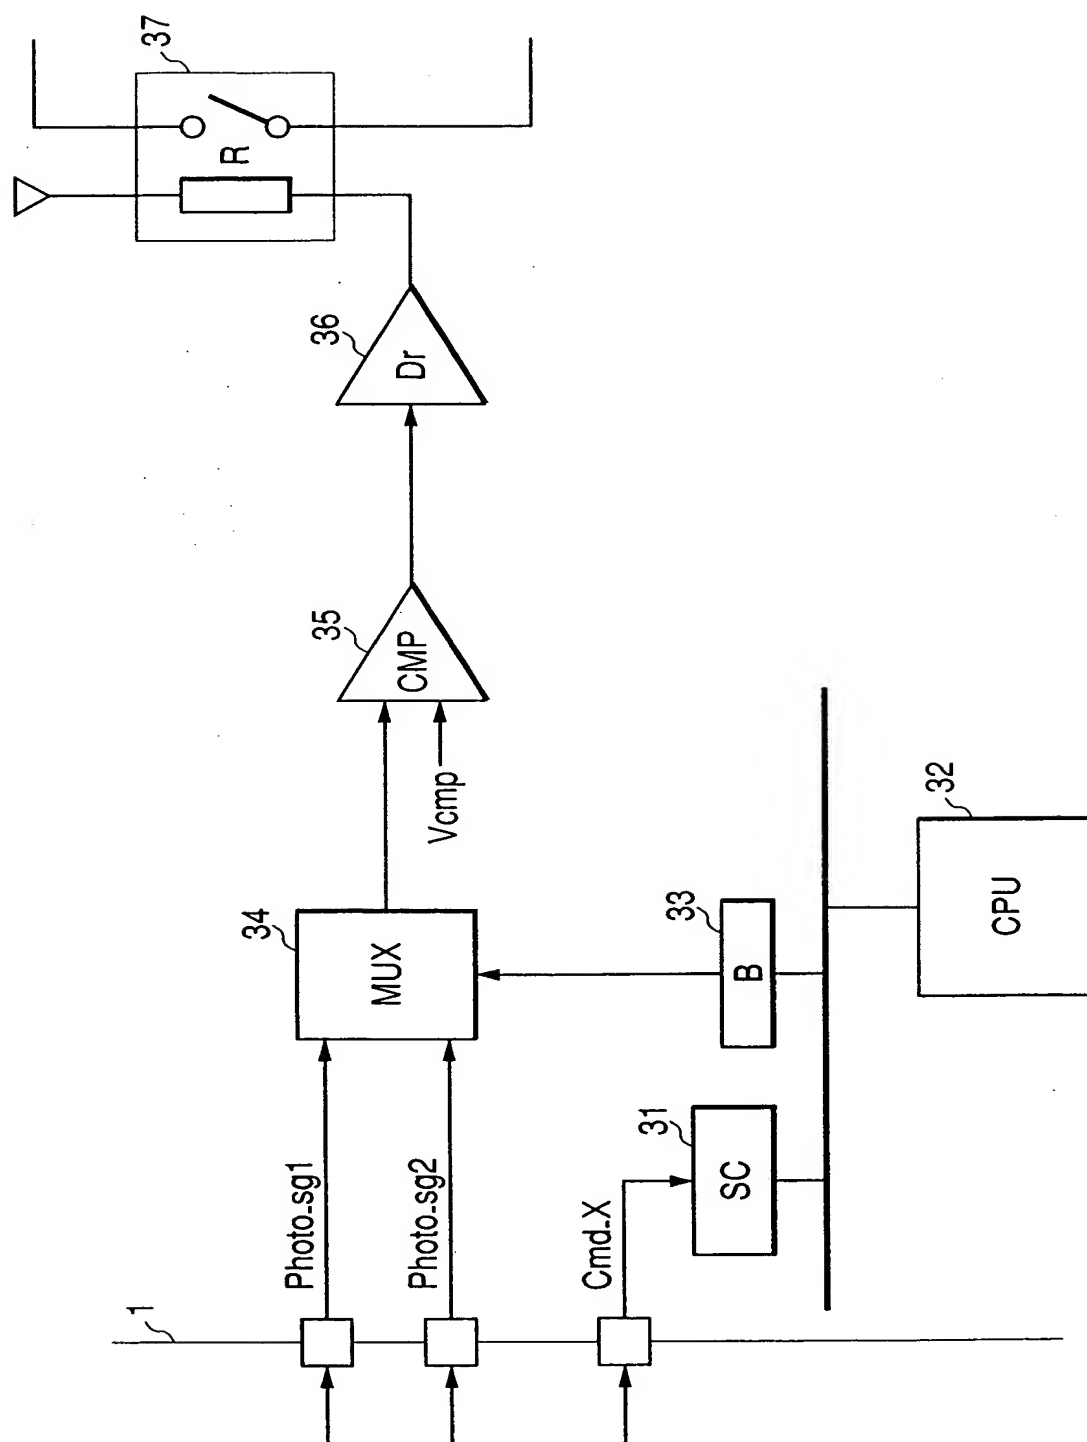 37
R
36
Dr
35
CMP
Vcmp
34
MUX
33
B
32
CPU
31
SC
Photo-sg1
Photo-sg2
Cmd-X
1